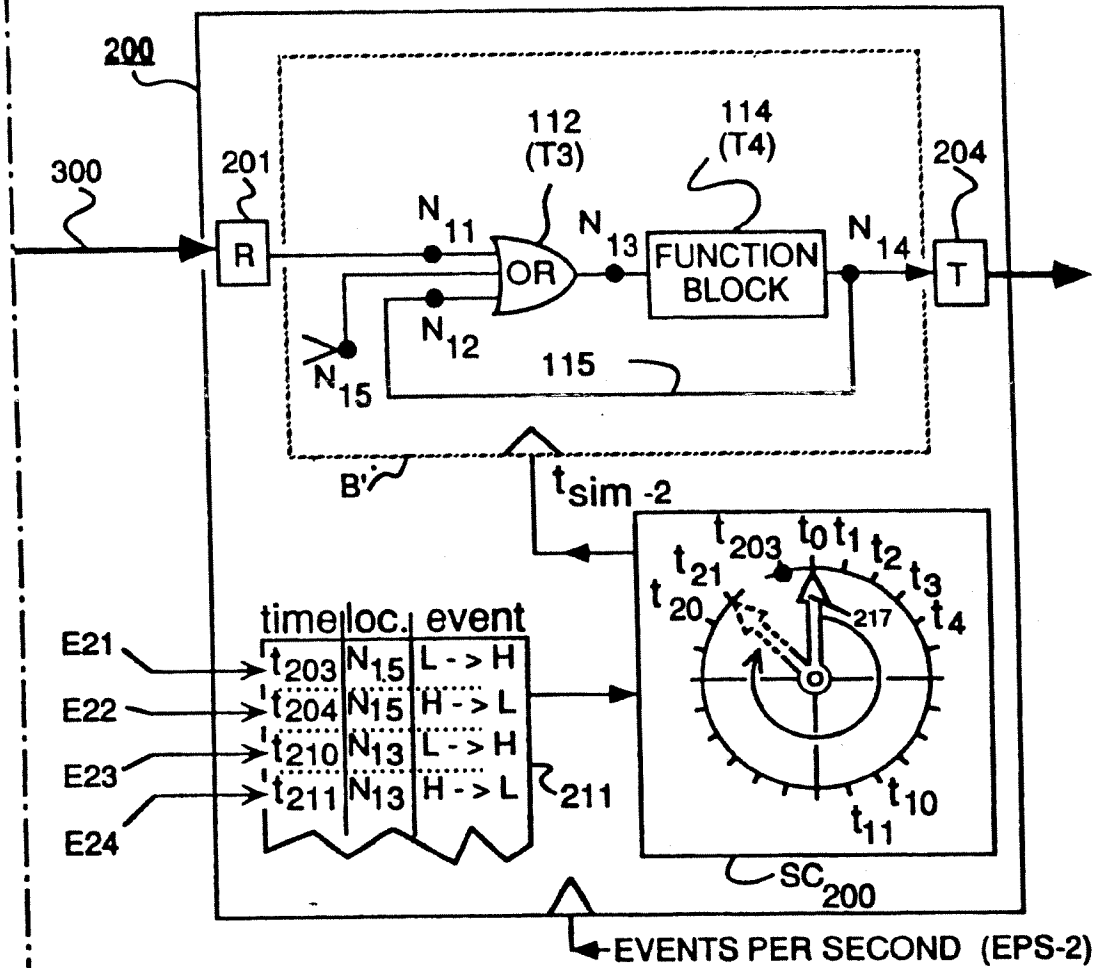 200
300
201
R
112
(T3)
114
(T4)
204
N11
OR
N13
FUNCTION
BLOCK
N14
T
N12
N15
115
B'
tsim -2
t203
t0
t1
t2
t3
t4
t21
t20
217
t10
t11
SC200
time loc. event
E21 t203 N15 L - > H
E22 t204 N15 H - > L
E23 t210 N13 L - > H
E24 t211 N13 H - > L
211
EVENTS PER SECOND (EPS-2)